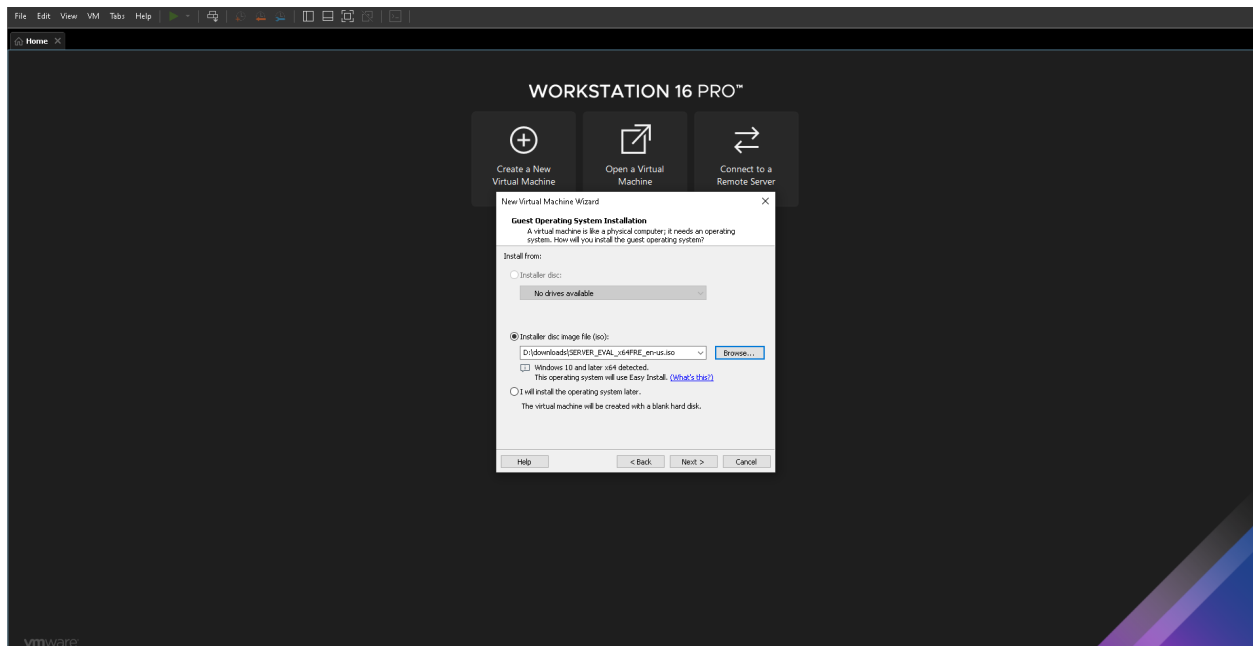 File Edit View VM Tabs Help
Home
WORKSTATION 16 PRO™
Create a New
Virtual Machine
Open a Virtual
Machine
Connect to a
Remote Server
New Virtual Machine Wizard
Guest Operating System Installation
A virtual machine is like a physical computer; it needs an operating
system. How will you install the guest operating system?
Install from:
Installer disc:
No drives available
Installer disc image file (iso):
D:\downloads\SERVER_EVAL_x64FRE_en-us.iso
Browse...
Windows 10 and later x64 detected.
This operating system will use Easy Install. (What's this?)
I will install the operating system later.
The virtual machine will be created with a blank hard disk.
Help
< Back
Next >
Cancel
vmware